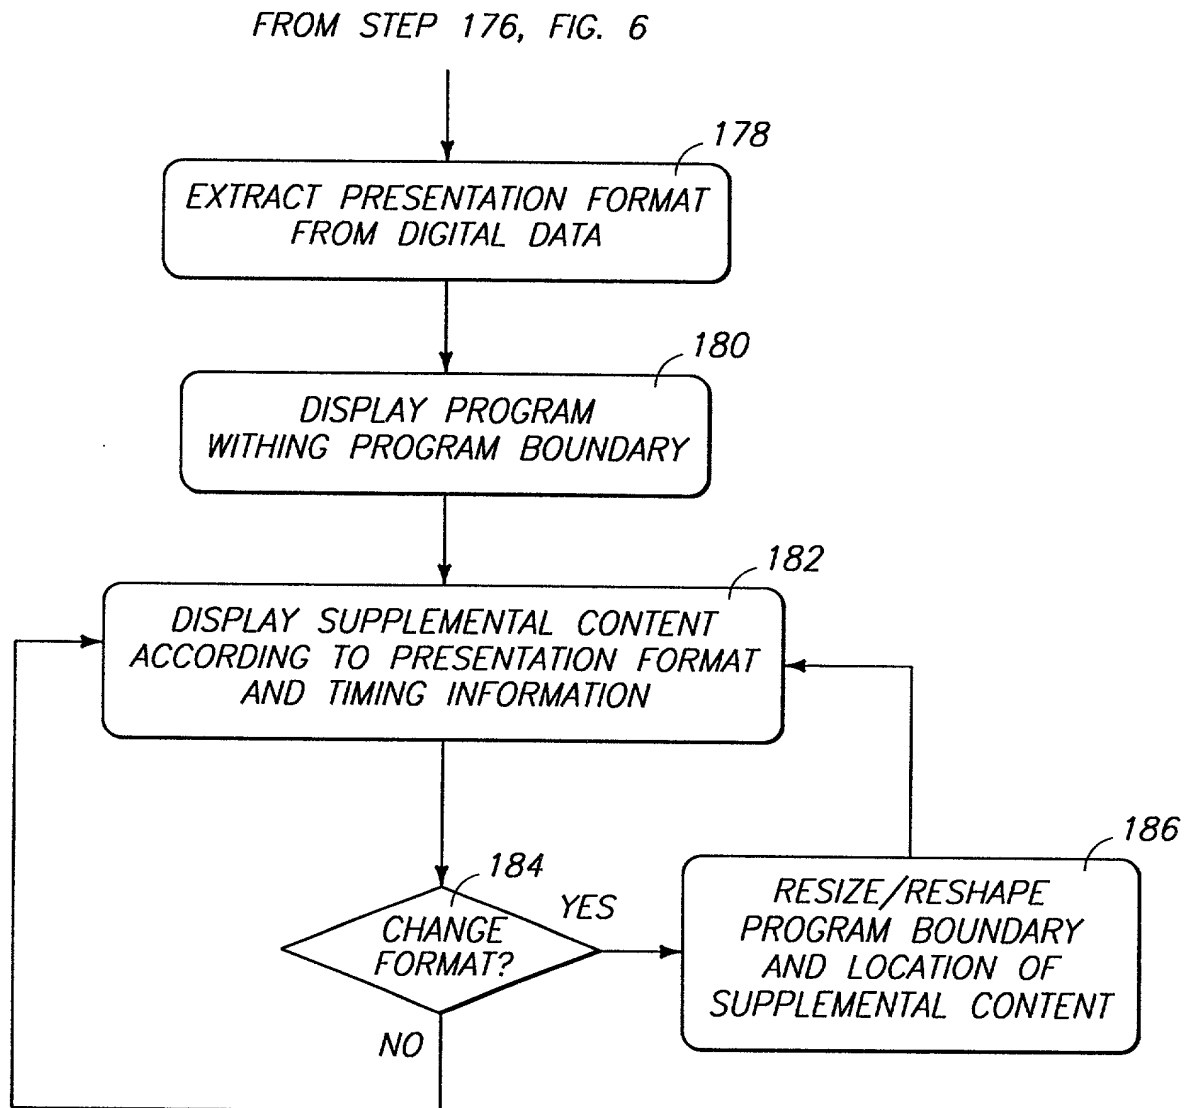 FROM STEP 176, FIG. 6
178
EXTRACT PRESENTATION FORMAT
FROM DIGITAL DATA
180
DISPLAY PROGRAM
WITHING PROGRAM BOUNDARY
182
DISPLAY SUPPLEMENTAL CONTENT
ACCORDING TO PRESENTATION FORMAT
AND TIMING INFORMATION
184
CHANGE
FORMAT?
YES
NO
186
RESIZE/RESHAPE
PROGRAM BOUNDARY
AND LOCATION OF
SUPPLEMENTAL CONTENT